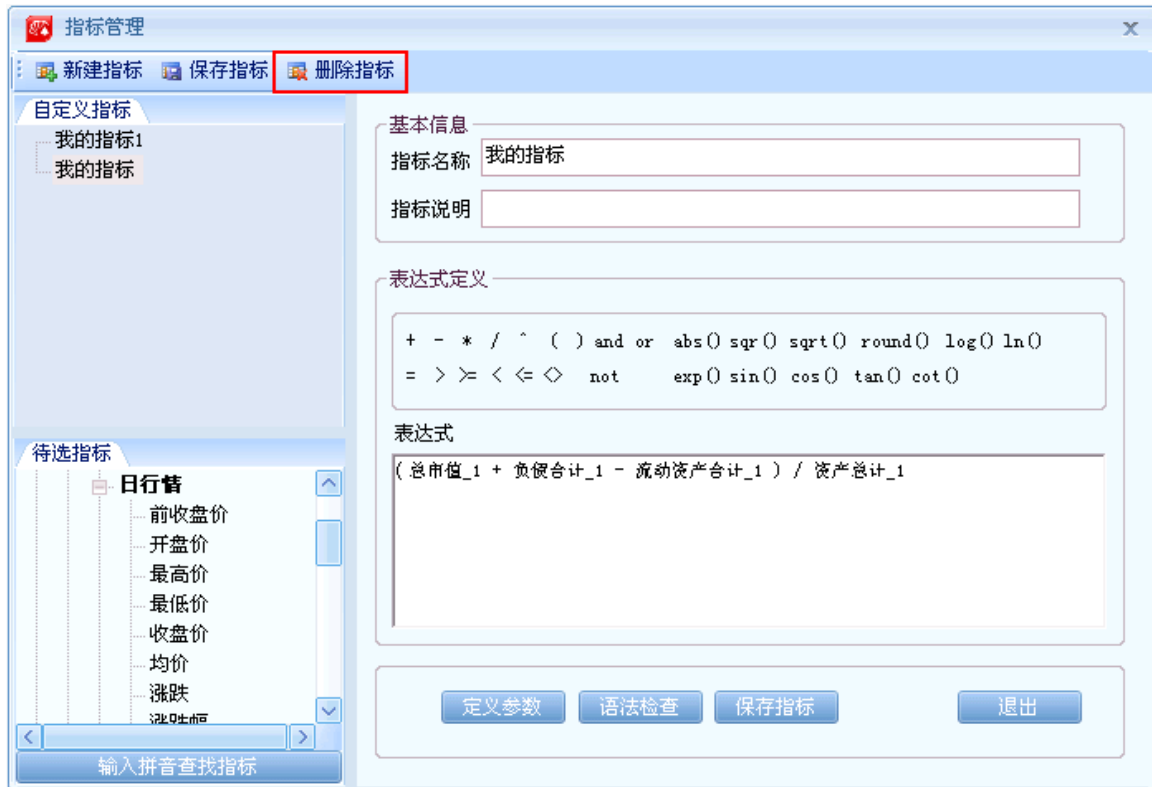 指标管理
新建指标 保存指标 删除指标
自定义指标
我的指标1
我的指标
基本信息
指标名称 我的指标
指标说明
表达式定义
+ - * / ^ ( ) and or abs() sqr() sqrt() round() log() ln()
= > >= < <= <> not exp() sin() cos() tan() cot()
表达式
( 总市值_1 + 负债合计_1 - 流动资产合计_1 ) / 资产总计_1
待选指标
日行情
前收盘价
开盘价
最高价
最低价
收盘价
均价
涨跌
涨跌幅
输入拼音查找指标
定义参数 语法检查 保存指标 退出